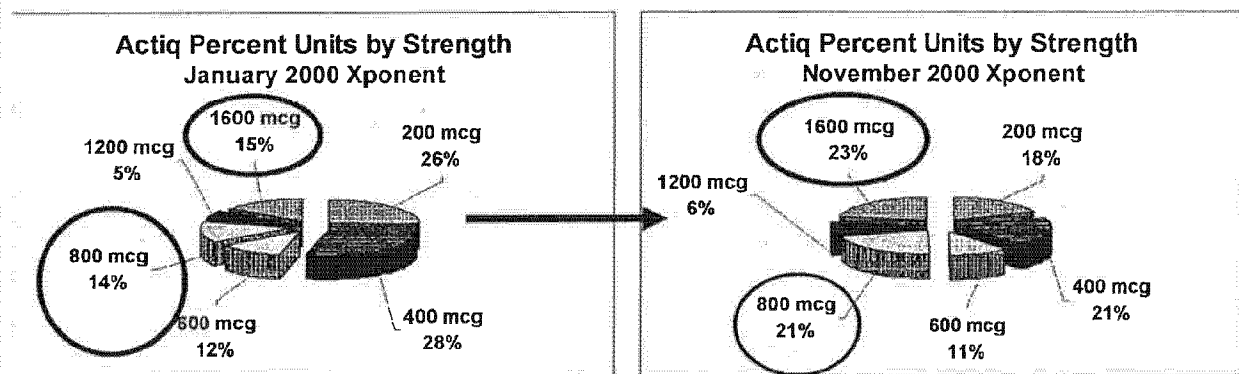 Actiq Percent Units by Strength
January 2000 Xponent
1600 mcg
15%
200 mcg
26%
1200 mcg
5%
800 mcg
14%
600 mcg
12%
400 mcg
28%
Actiq Percent Units by Strength
November 2000 Xponent
1600 mcg
23%
200 mcg
18%
1200 mcg
6%
800 mcg
21%
600 mcg
11%
400 mcg
21%